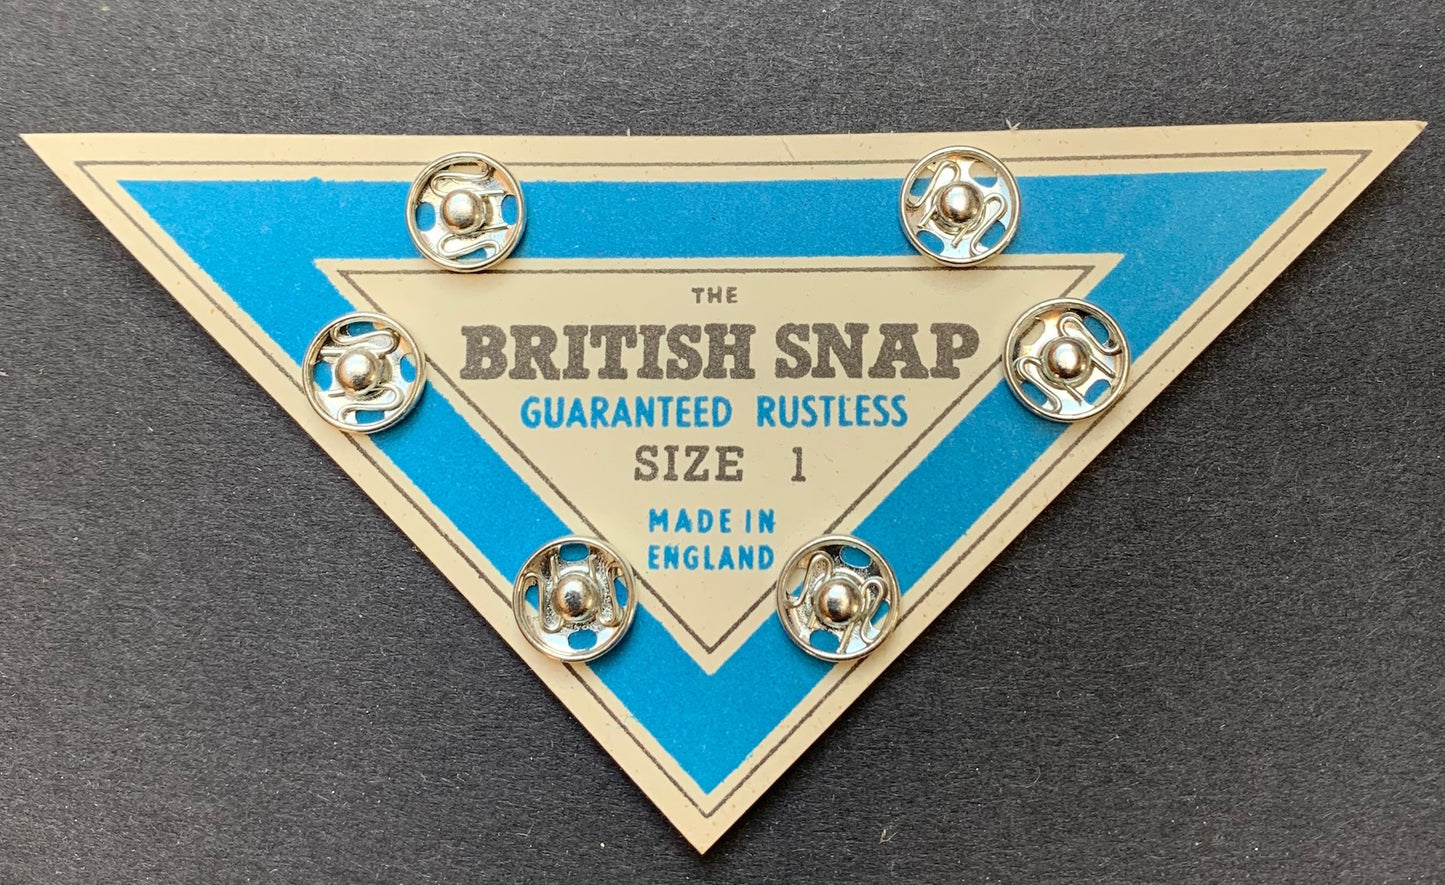 THE
BRITISH SNAP
GUARANTEED RUSTLESS
SIZE 1
MADE IN
ENGLAND